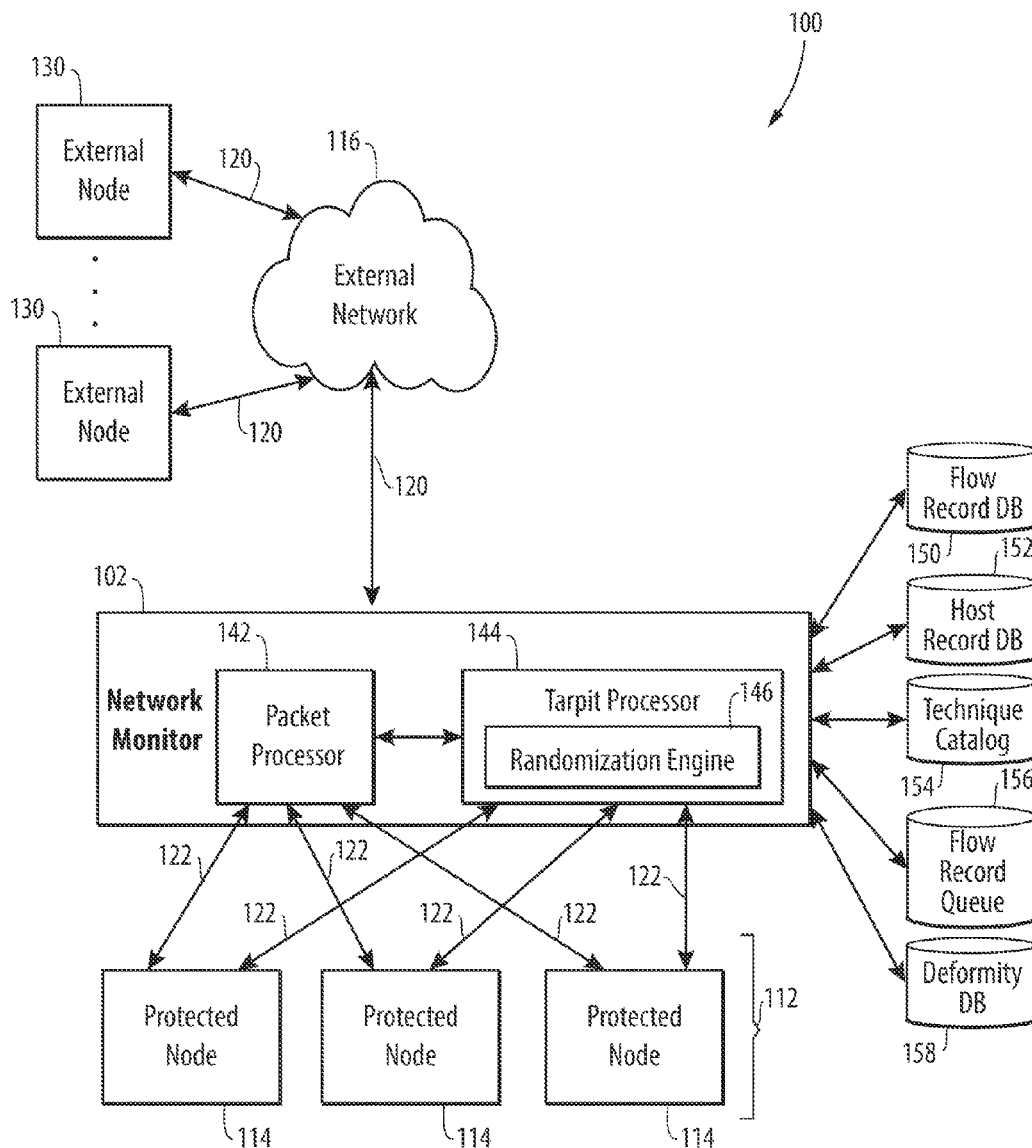 100
130
External
Node
120
116
External
Network
130
External
Node
120
120
Flow
Record DB
150
152
Host
Record DB
Technique
Catalog
154
156
Flow
Record
Queue
Deformity
DB
158
102
Network
Monitor
142
Packet
Processor
144
Tarpit Processor
146
Randomization Engine
122
122
122
122
122
122
Protected
Node
Protected
Node
Protected
Node
112
114
114
114